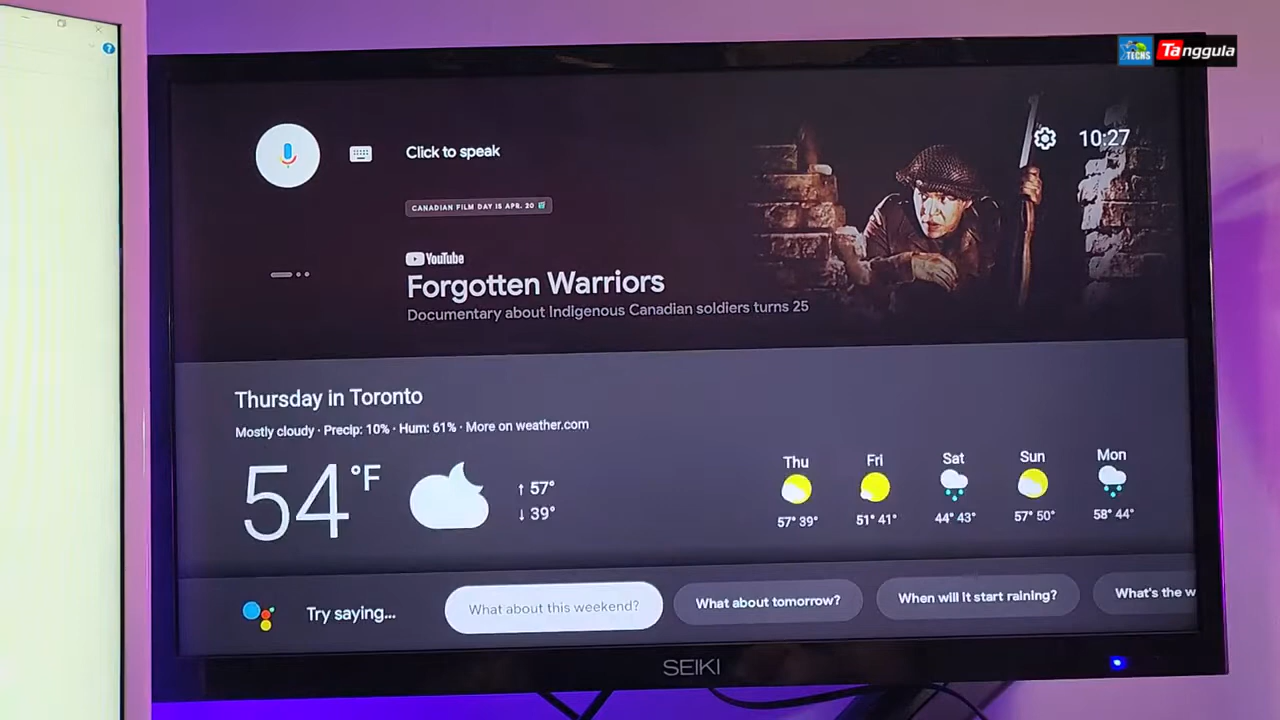 TECHS
Tanggula
Click to speak
10:27
CANADIAN FILM DAY IS APR. 20
YouTube
Forgotten Warriors
Documentary about Indigenous Canadian soldiers turns 25
Thursday in Toronto
Mostly cloudy · Precip: 10% · Hum: 61% · More on weather.com
54 °F
↑ 57°
↓ 39°
Thu Fri Sat Sun Mon
57° 39° 51° 41° 44° 43° 57° 50° 58° 44°
Try saying...
What about this weekend?
What about tomorrow?
When will it start raining?
What's the w
SEIKI